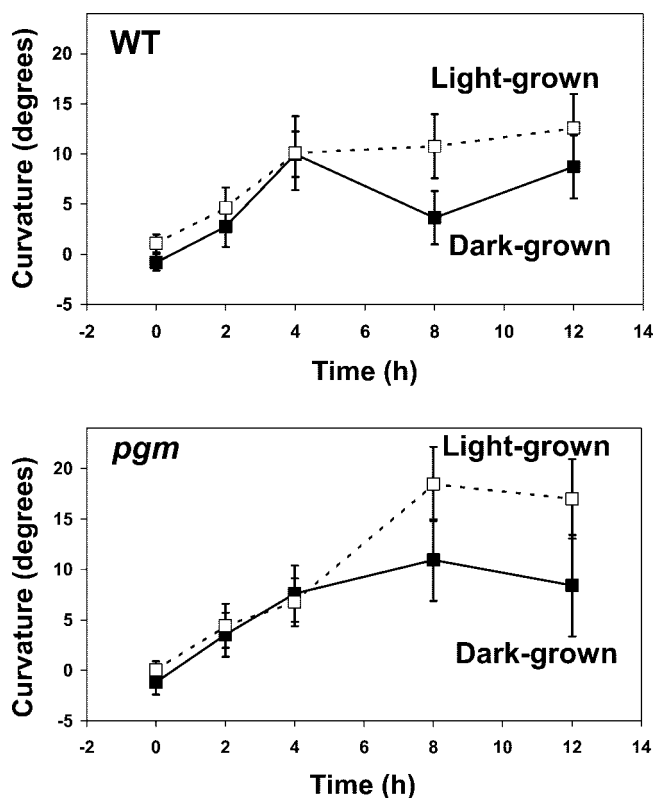 WT
Light-grown
Dark-grown
Curvature (degrees)
20
15
10
5
0
-5
-2 0 2 4 6 8 10 12 14
Time (h)
pgm
Light-grown
Dark-grown
Curvature (degrees)
20
15
10
5
0
-5
-2 0 2 4 6 8 10 12 14
Time (h)